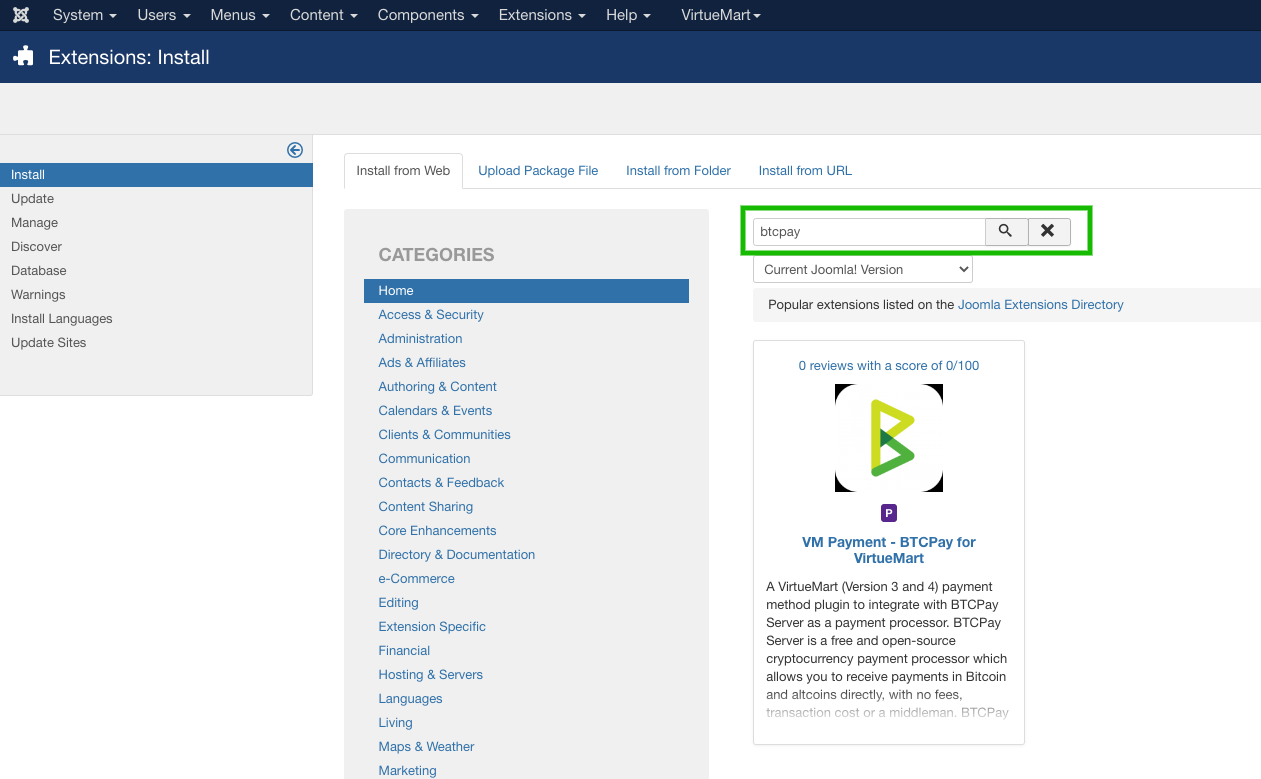 System Users Menus Content Components Extensions Help VirtueMart
Extensions: Install
Install
Update
Manage
Discover
Database
Warnings
Install Languages
Update Sites
Install from Web Upload Package File Install from Folder Install from URL
CATEGORIES
Home
Access & Security
Administration
Ads & Affiliates
Authoring & Content
Calendars & Events
Clients & Communities
Communication
Contacts & Feedback
Content Sharing
Core Enhancements
Directory & Documentation
e-Commerce
Editing
Extension Specific
Financial
Hosting & Servers
Languages
Living
Maps & Weather
Marketing
btcpay
Current Joomla! Version
Popular extensions listed on the Joomla Extensions Directory
0 reviews with a score of 0/100
P
VM Payment - BTCPay for
VirtueMart
A VirtueMart (Version 3 and 4) payment
method plugin to integrate with BTCPay
Server as a payment processor. BTCPay
Server is a free and open-source
cryptocurrency payment processor which
allows you to receive payments in Bitcoin
and altcoins directly, with no fees,
transaction cost or a middleman. BTCPay